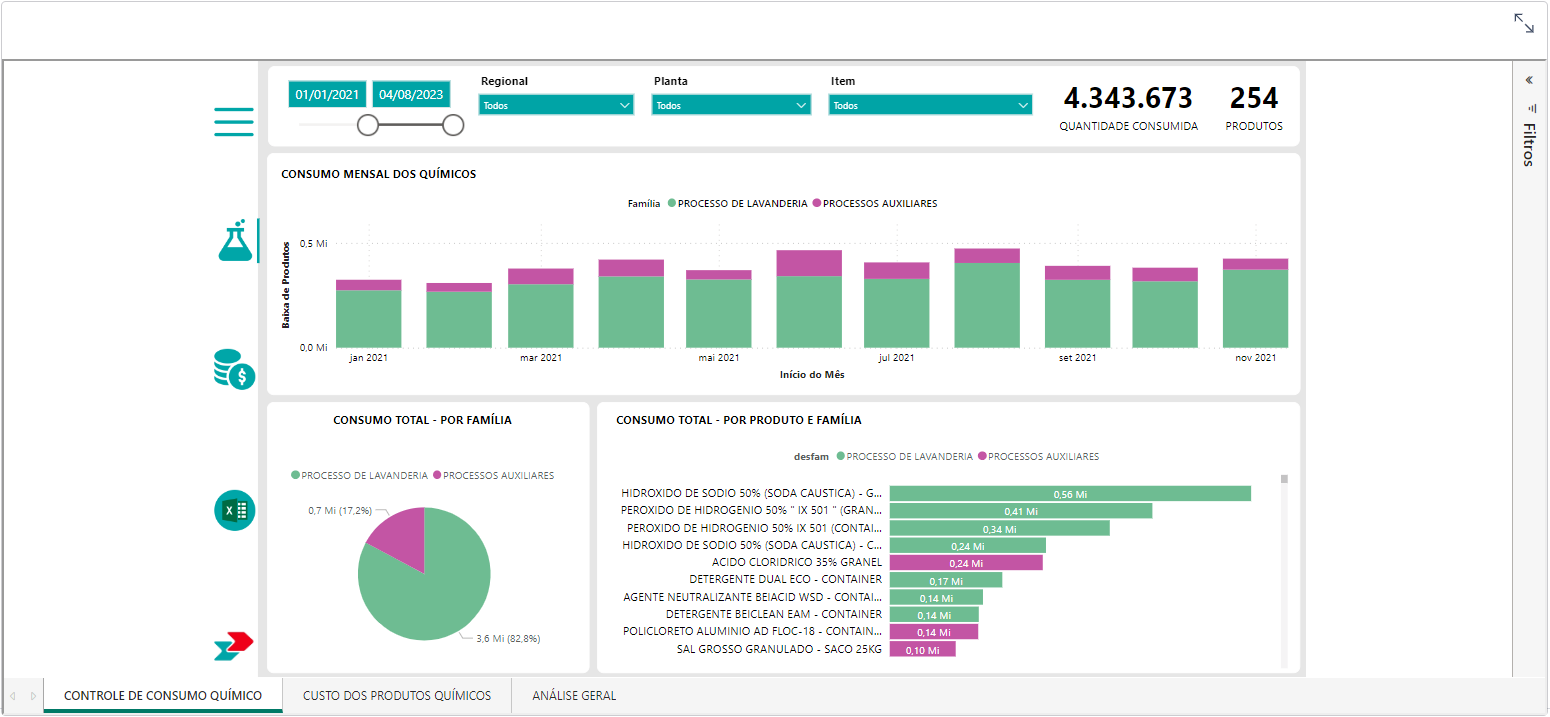 01/01/2021 04/08/2023
Regional
Todos
Planta
Todos
Item
Todos
4.343.673
QUANTIDADE CONSUMIDA
254
PRODUTOS
Filtros
CONSUMO MENSAL DOS QUÍMICOS
Família PROCESSO DE LAVANDERIA PROCESSOS AUXILIARES
Baixa de Produtos
0,5 Mi
0,0 Mi
jan 2021 mar 2021 mai 2021 jul 2021 set 2021 nov 2021
Início do Mês
CONSUMO TOTAL - POR FAMÍLIA
PROCESSO DE LAVANDERIA PROCESSOS AUXILIARES
0,7 Mi (17,2%)
3,6 Mi (82,8%)
CONSUMO TOTAL - POR PRODUTO E FAMÍLIA
desfam PROCESSO DE LAVANDERIA PROCESSOS AUXILIARES
HIDROXIDO DE SODIO 50% (SODA CAUSTICA) - G... 0,56 Mi
PEROXIDO DE HIDROGENIO 50% " IX 501 " (GRAN... 0,41 Mi
PEROXIDO DE HIDROGENIO 50% IX 501 (CONTAI... 0,34 Mi
HIDROXIDO DE SODIO 50% (SODA CAUSTICA) - C... 0,24 Mi
ACIDO CLORIDRICO 35% GRANEL 0,24 Mi
DETERGENTE DUAL ECO - CONTAINER 0,17 Mi
AGENTE NEUTRALIZANTE BEIACID WSD - CONTAI... 0,14 Mi
DETERGENTE BEICLEAN EAM - CONTAINER 0,14 Mi
POLICLORETO ALUMINIO AD FLOC-18 - CONTAIN... 0,14 Mi
SAL GROSSO GRANULADO - SACO 25KG 0,10 Mi
CONTROLE DE CONSUMO QUÍMICO CUSTO DOS PRODUTOS QUÍMICOS ANÁLISE GERAL